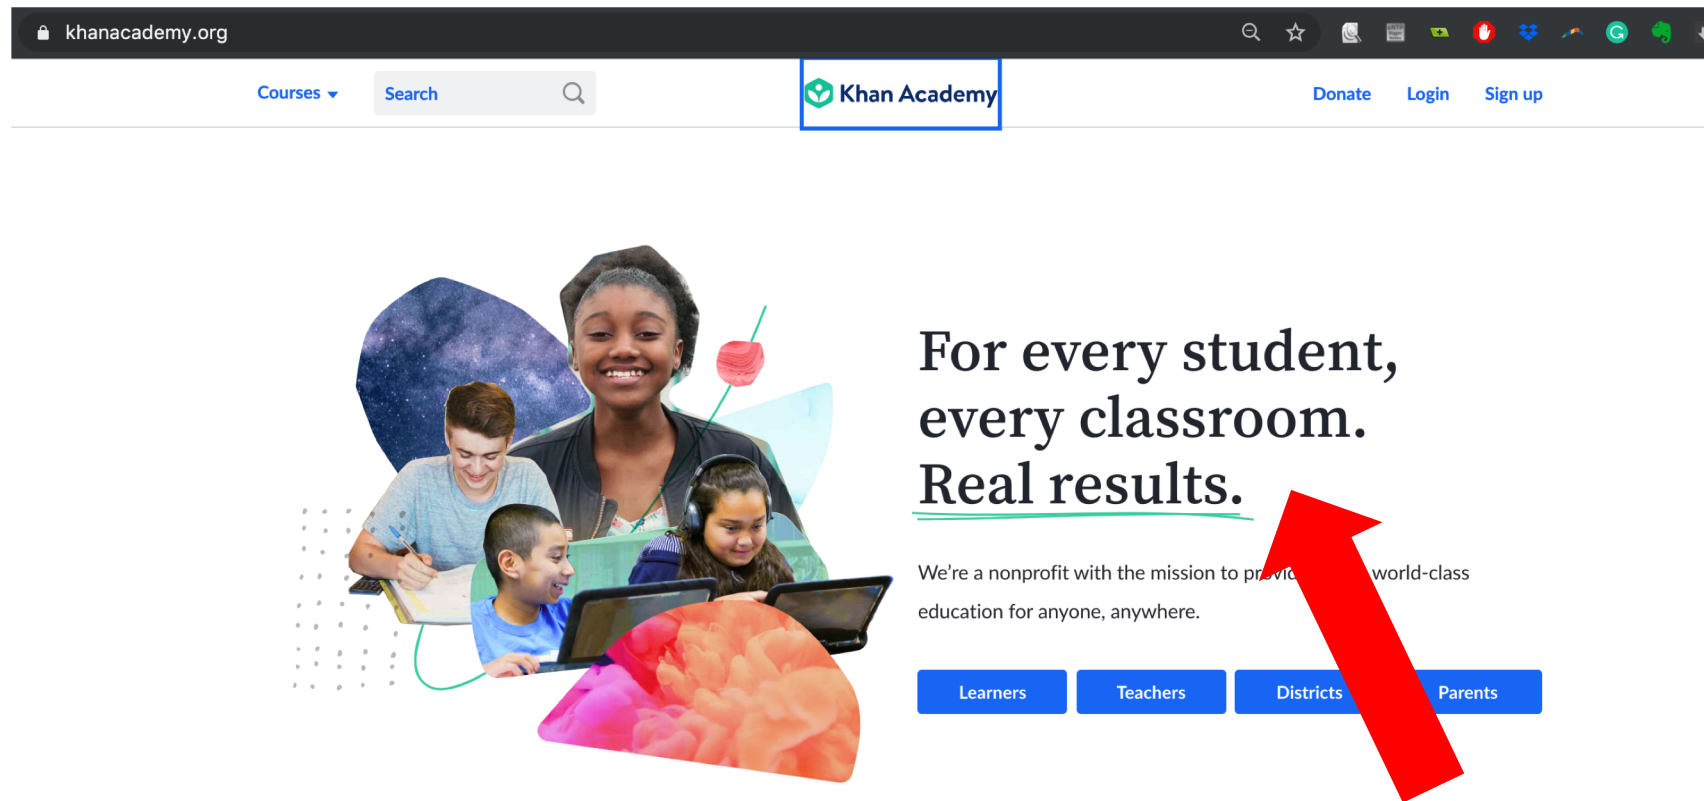 khanacademy.org
Courses
Search
Khan Academy
Donate
Login
Sign up
For every student,
every classroom.
Real results.
We’re a nonprofit with the mission to world-class
education for anyone, anywhere.
Learners
Teachers
Districts
Parents